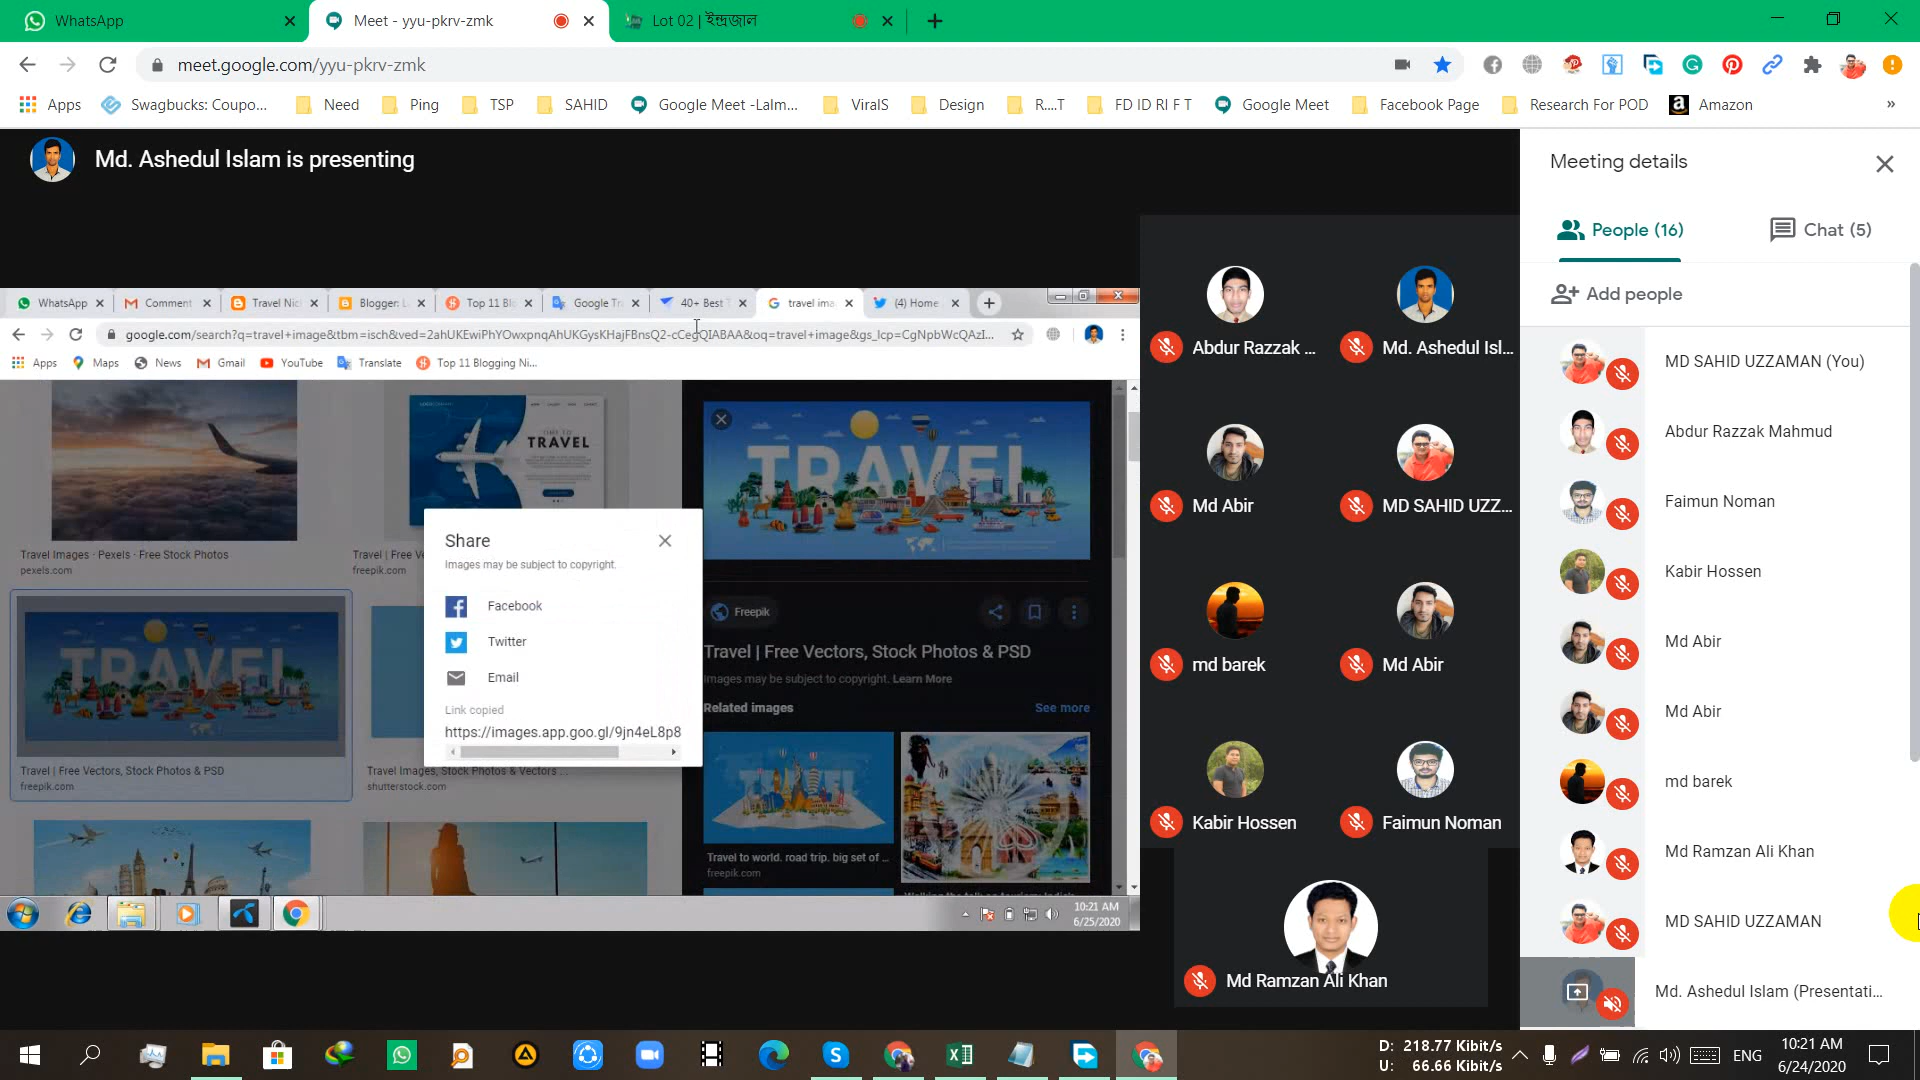 WhatsApp
Meet - yyu-pkrv-zmk
Lot 02 | ইন্দ্রজাল
meet.google.com/yyu-pkrv-zmk
Apps
Swagbucks: Coupo...
Need
Ping
TSP
SAHID
Google Meet -Lalm...
ViralS
Design
R....T
FD ID RI F T
Google Meet
Facebook Page
Research For POD
Amazon
Md. Ashedul Islam is presenting
WhatsApp
Comment
Travel Nic
Blogger: L
Top 11 Bl
Google Tr
40+ Best T
travel ima
(4) Home
google.com/search?q=travel+image&tbm=isch&ved=2ahUKEwiPhYOwxpnqAhUKGysKHajFBnsQ2-cCegQIABAA&oq=travel+image&gs_lcp=CgNpbWcQAzI...
Apps
Maps
News
Gmail
YouTube
Translate
Top 11 Blogging Ni...
TIME TO
TRAVEL
Travel Images · Pexels · Free Stock Photos
pexels.com
Travel | Free Ve
freepik.com
TRAVEL
Travel | Free Vectors, Stock Photos & PSD
freepik.com
Travel Images, Stock Photos & Vectors ...
shutterstock.com
Share
Images may be subject to copyright.
Facebook
Twitter
Email
Link copied
https://images.app.goo.gl/9jn4eL8p8
TRAVEL
Freepik
Travel | Free Vectors, Stock Photos & PSD
Images may be subject to copyright. Learn More
Related images
See more
Travel to world. road trip. big set of ...
freepik.com
10:21 AM
6/25/2020
Abdur Razzak ...
Md. Ashedul Isl...
Md Abir
MD SAHID UZZ...
md barek
Md Abir
Kabir Hossen
Faimun Noman
Md Ramzan Ali Khan
Meeting details
People (16)
Chat (5)
Add people
MD SAHID UZZAMAN (You)
Abdur Razzak Mahmud
Faimun Noman
Kabir Hossen
Md Abir
Md Abir
md barek
Md Ramzan Ali Khan
MD SAHID UZZAMAN
Md. Ashedul Islam (Presentati...
D: 218.77 Kibit/s
U: 66.66 Kibit/s
ENG
10:21 AM
6/24/2020